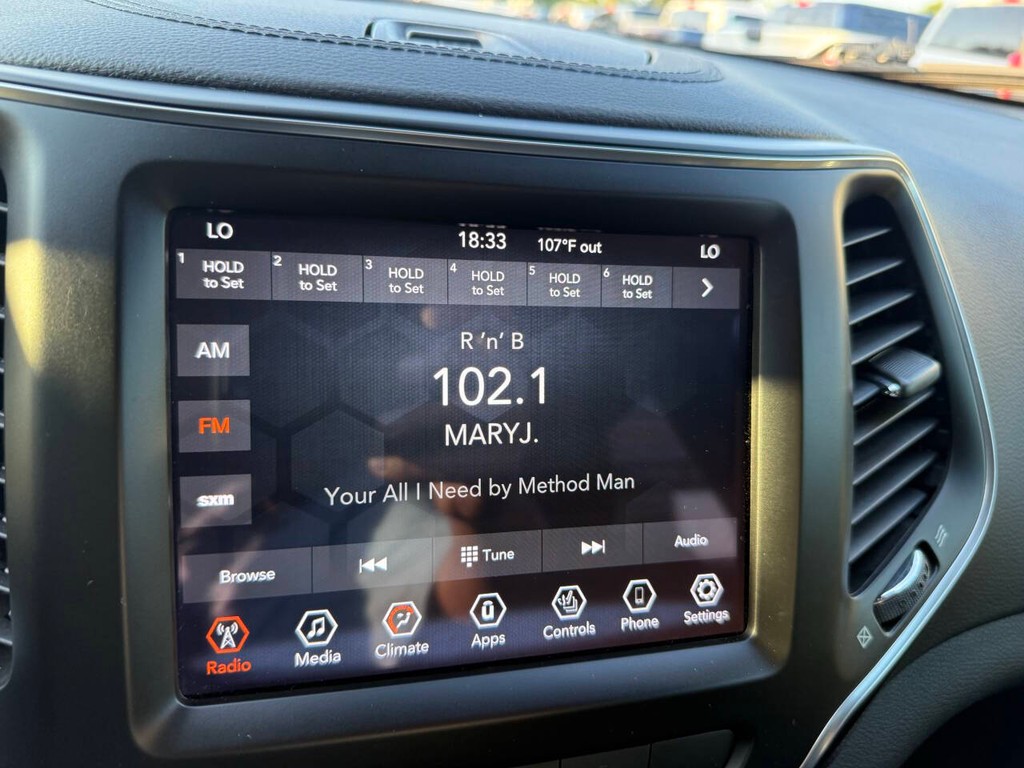 LO 18:33 107°F out LO
1 HOLD to Set 2 HOLD to Set 3 HOLD to Set 4 HOLD to Set 5 HOLD to Set 6 HOLD to Set
R 'n' B
AM
102.1
MARYJ.
FM
Your All I Need by Method Man
sxm
Browse Tune Audio
Radio Media Climate Apps Controls Phone Settings